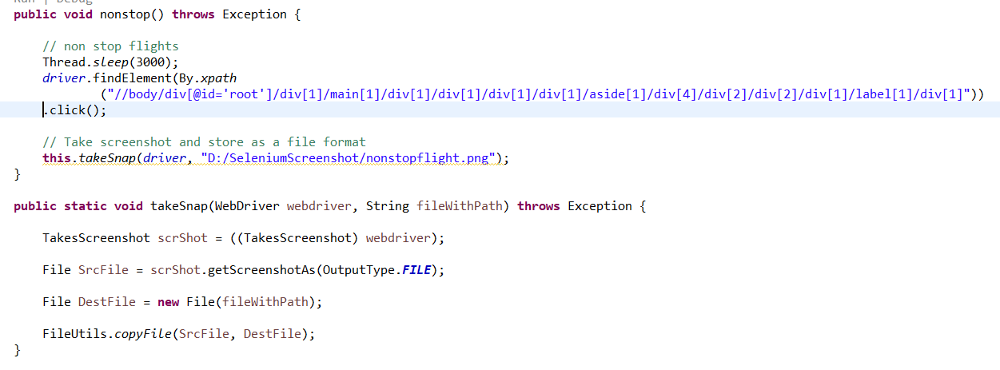 Run | Debug
public void nonstop() throws Exception {
// non stop flights
Thread.sleep(3000);
driver.findElement(By.xpath
("//body/div[@id='root']/div[1]/main[1]/div[1]/div[1]/div[1]/div[1]/aside[1]/div[4]/div[2]/div[2]/div[1]/label[1]/div[1]"))
.click();
// Take screenshot and store as a file format
this.takeSnap(driver, "D:/SeleniumScreenshot/nonstopflight.png");
}
public static void takeSnap(WebDriver webdriver, String fileWithPath) throws Exception {
TakesScreenshot scrShot = ((TakesScreenshot) webdriver);
File SrcFile = scrShot.getScreenshotAs(OutputType.FILE);
File DestFile = new File(fileWithPath);
FileUtils.copyFile(SrcFile, DestFile);
}